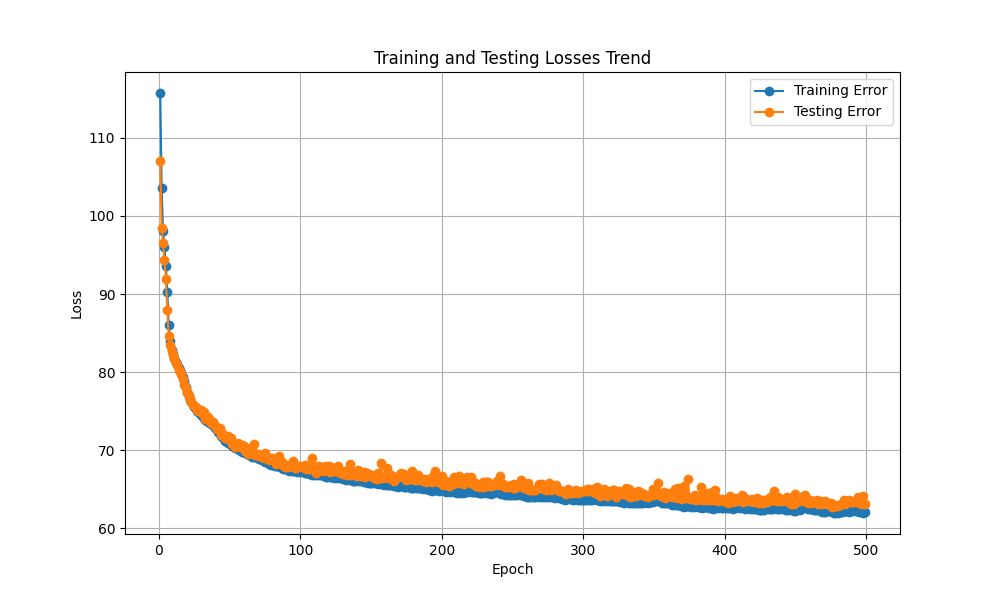 Training and Testing Losses Trend
Training Error
Testing Error
110
100
90
80
70
60
Loss
0 100 200 300 400 500
Epoch